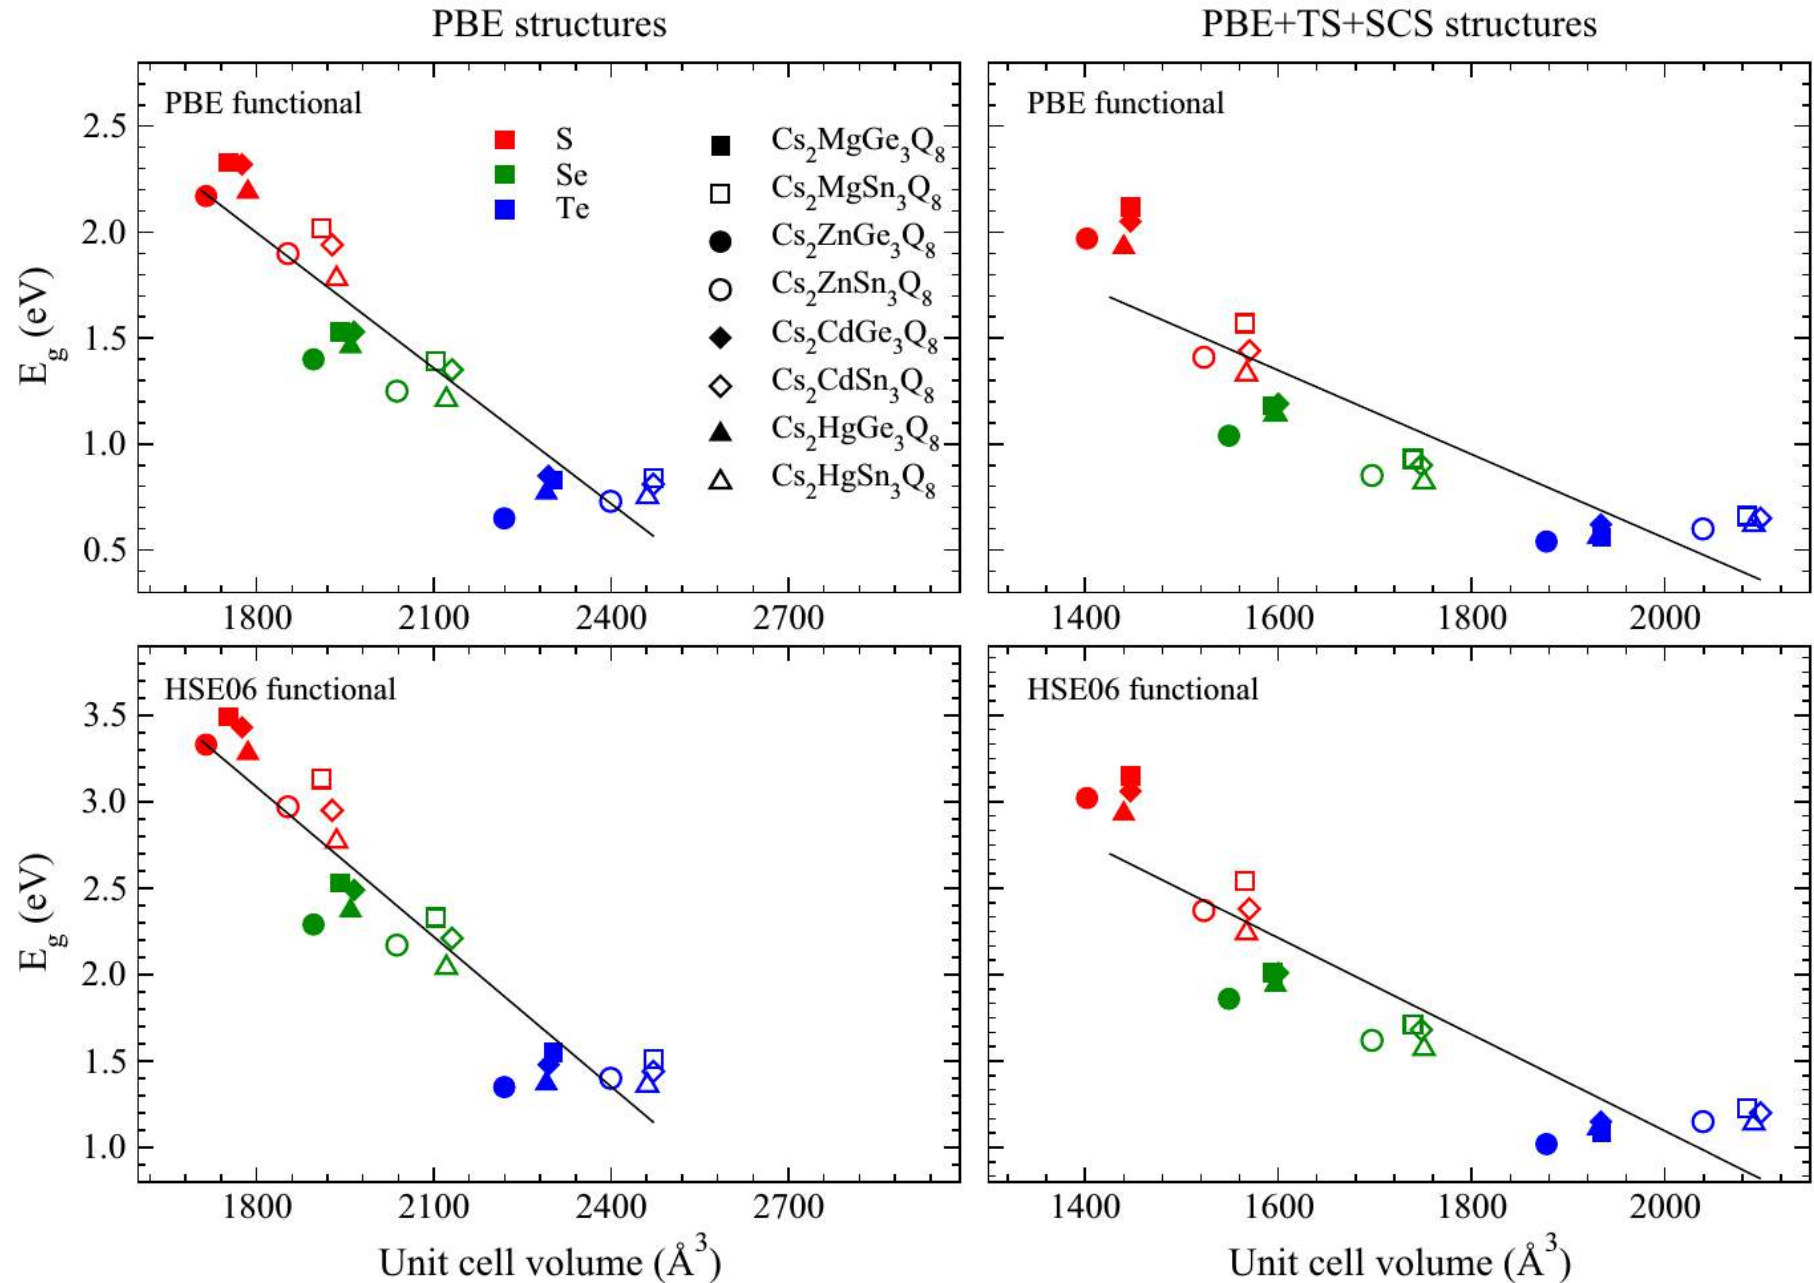 PBE structures
PBE+TS+SCS structures
PBE functional
S
Se
Te
Cs2MgGe3Q8
Cs2MgSn3Q8
Cs2ZnGe3Q8
Cs2ZnSn3Q8
Cs2CdGe3Q8
Cs2CdSn3Q8
Cs2HgGe3Q8
Cs2HgSn3Q8
2.5
2.0
1.5
1.0
0.5
Eg (eV)
1800 2100 2400 2700
PBE functional
1400 1600 1800 2000
HSE06 functional
3.5
3.0
2.5
2.0
1.5
1.0
Eg (eV)
1800 2100 2400 2700
Unit cell volume (Å3)
HSE06 functional
1400 1600 1800 2000
Unit cell volume (Å3)